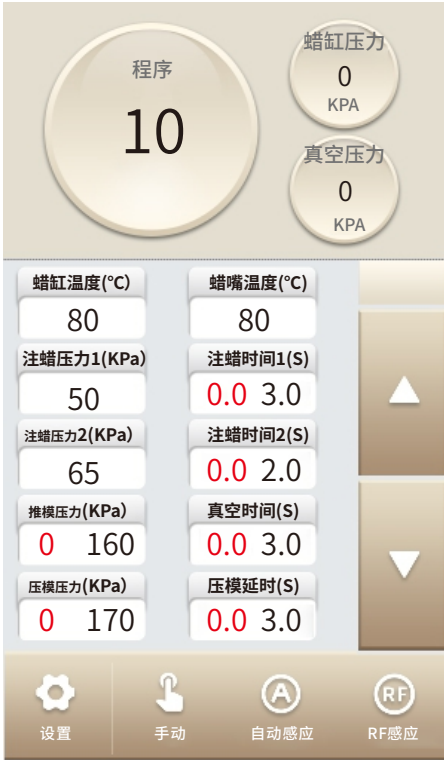 程序
10
蜡缸压力
0
KPA
真空压力
0
KPA
蜡缸温度(℃)
蜡嘴温度(℃)
80
80
注蜡压力1(KPa)
注蜡时间1(S)
50
0.0 3.0
注蜡压力2(KPa)
注蜡时间2(S)
65
0.0 2.0
推模压力(KPa)
真空时间(S)
0 160
0.0 3.0
压模压力(KPa)
压模延时(S)
0 170
0.0 3.0
A
RF
设置
手动
自动感应
RF感应